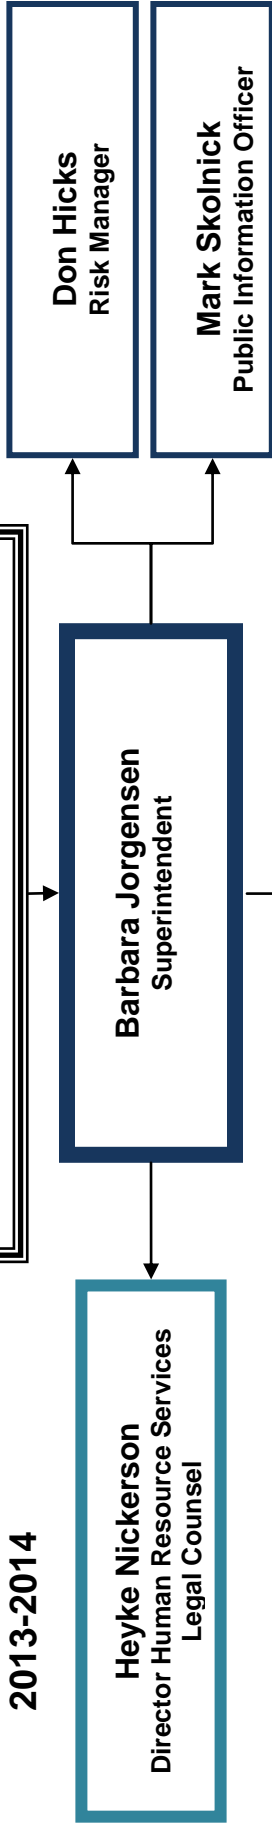 2013-2014
Heyke Nickerson
Director Human Resource Services
Legal Counsel
Barbara Jorgensen
Superintendent
Don Hicks
Risk Manager
Mark Skolnick
Public Information Officer